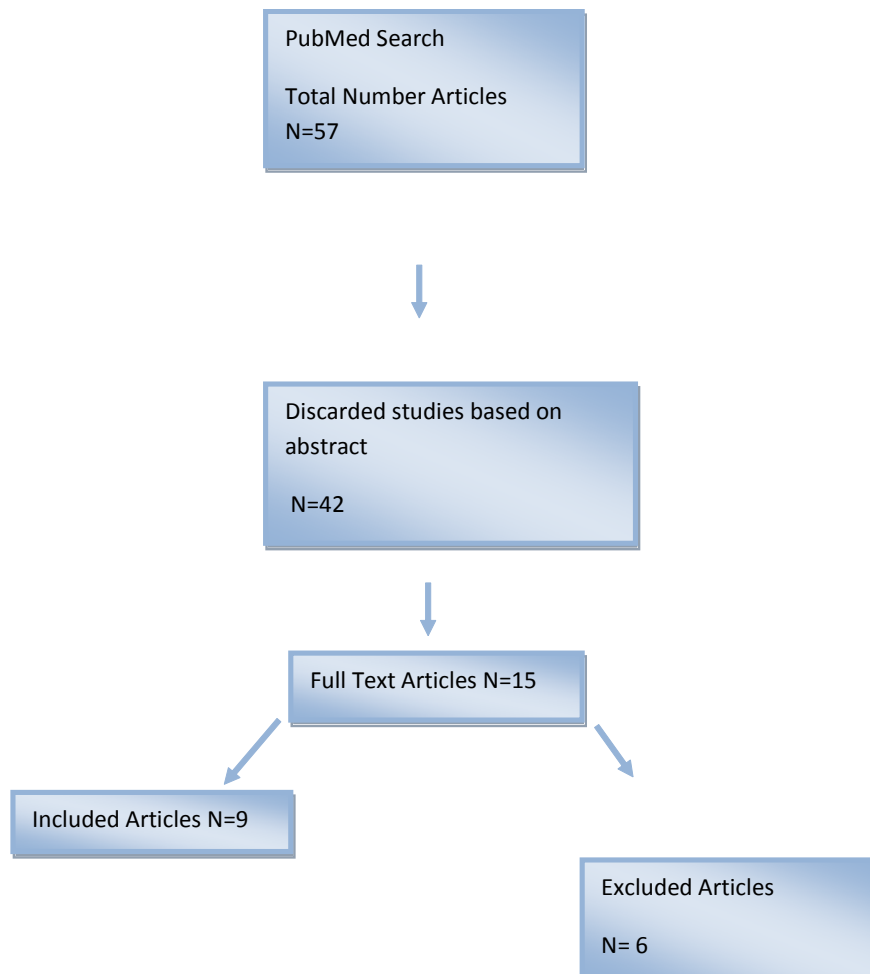 PubMed Search
Total Number Articles
N=57
Discarded studies based on
abstract
N=42
Full Text Articles N=15
Included Articles N=9
Excluded Articles
N= 6